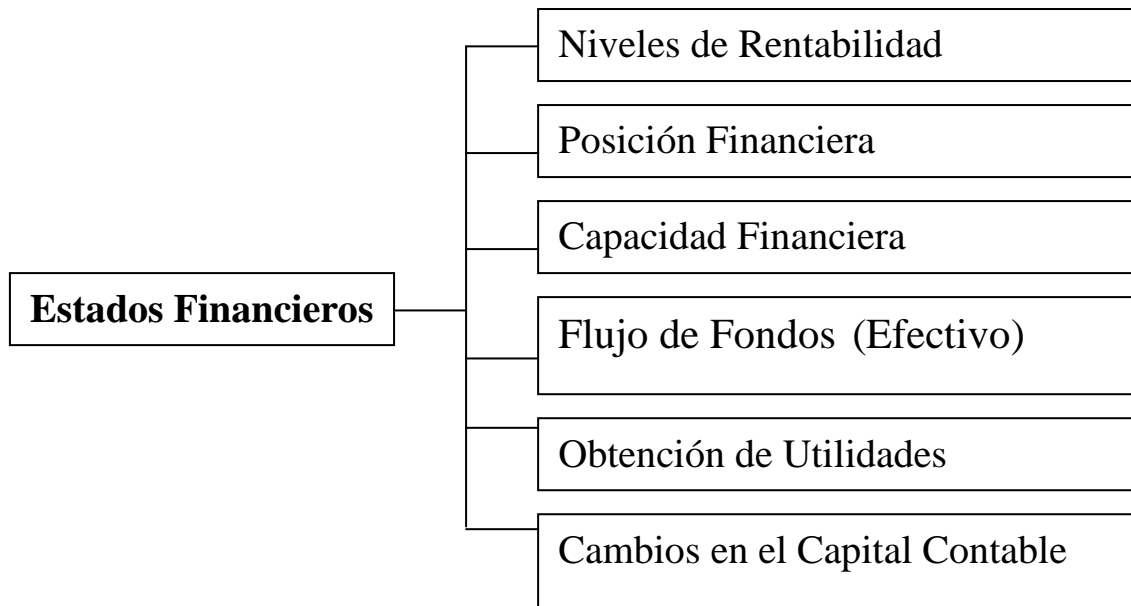 Estados Financieros
Niveles de Rentabilidad
Posición Financiera
Capacidad Financiera
Flujo de Fondos (Efectivo)
Obtención de Utilidades
Cambios en el Capital Contable